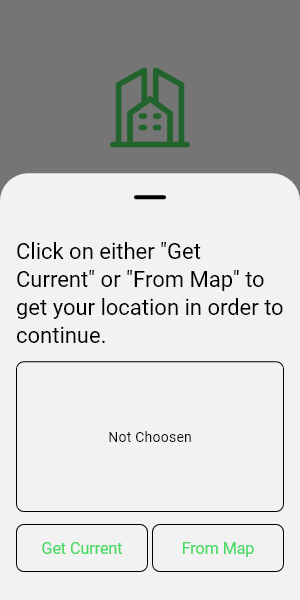 Click on either "Get
Current" or "From Map" to
get your location in order to
continue.
Not Choosen
Get Current
From Map